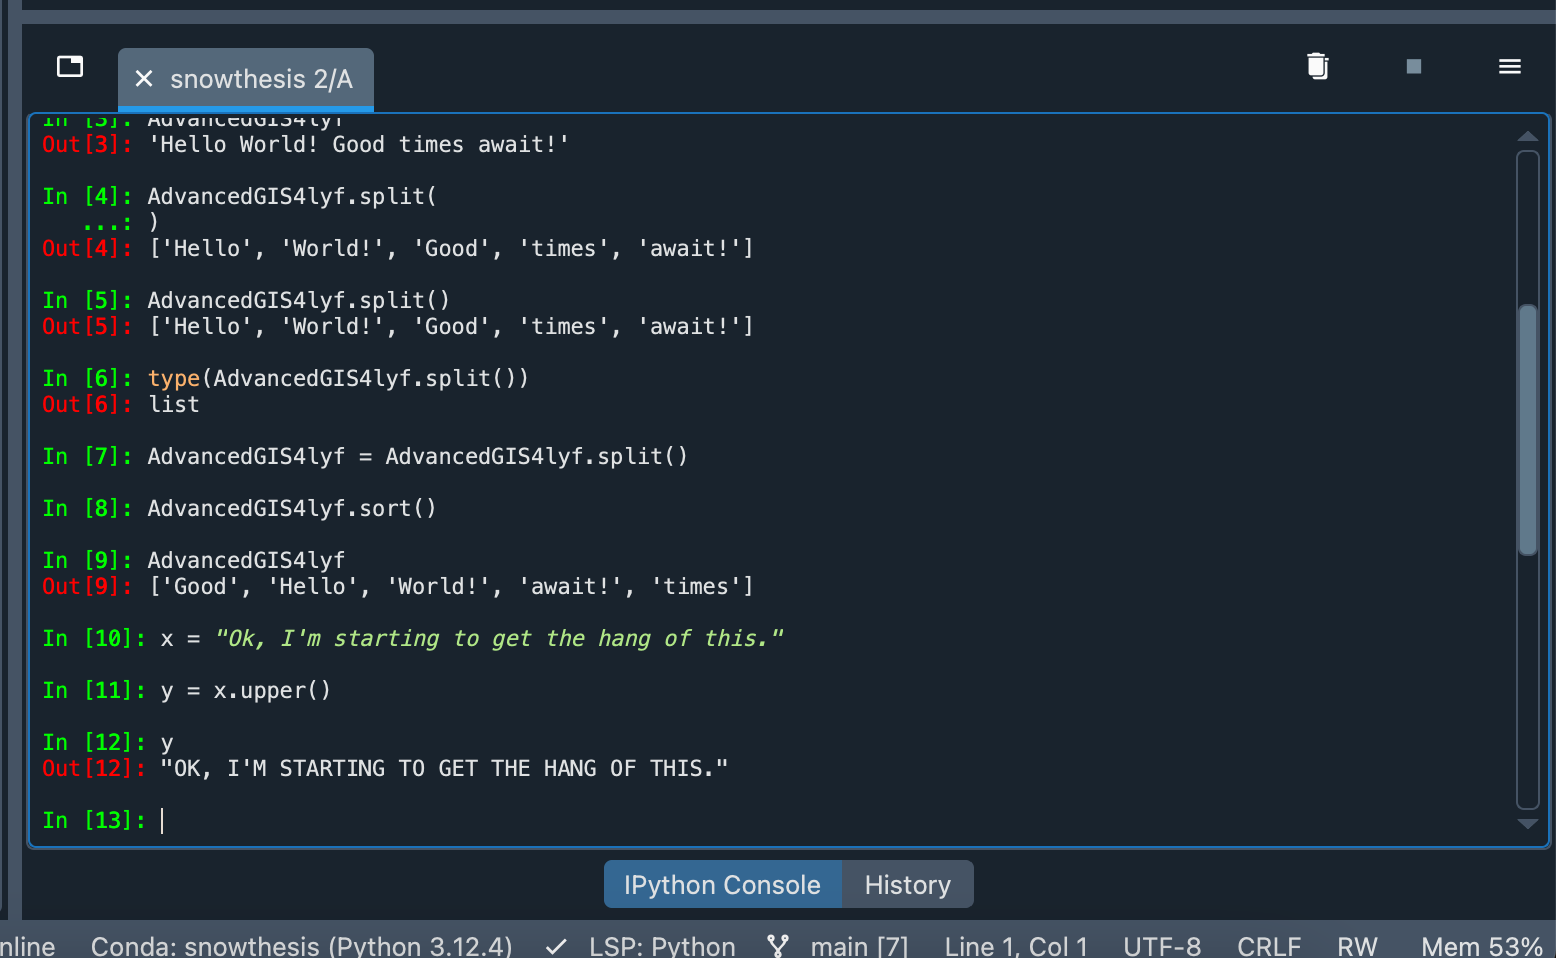 snowthesis 2/A
In [3]: AdvancedGIS4lyf
Out[3]: 'Hello World! Good times await!'
In [4]: AdvancedGIS4lyf.split(
...: )
Out[4]: ['Hello', 'World!', 'Good', 'times', 'await!']
In [5]: AdvancedGIS4lyf.split()
Out[5]: ['Hello', 'World!', 'Good', 'times', 'await!']
In [6]: type(AdvancedGIS4lyf.split())
Out[6]: list
In [7]: AdvancedGIS4lyf = AdvancedGIS4lyf.split()
In [8]: AdvancedGIS4lyf.sort()
In [9]: AdvancedGIS4lyf
Out[9]: ['Good', 'Hello', 'World!', 'await!', 'times']
In [10]: x = "Ok, I'm starting to get the hang of this."
In [11]: y = x.upper()
In [12]: y
Out[12]: "OK, I'M STARTING TO GET THE HANG OF THIS."
In [13]:
IPython Console History
nline Conda: snowthesis (Python 3.12.4) ✓ LSP: Python main [7] Line 1, Col 1 UTF-8 CRLF RW Mem 53%